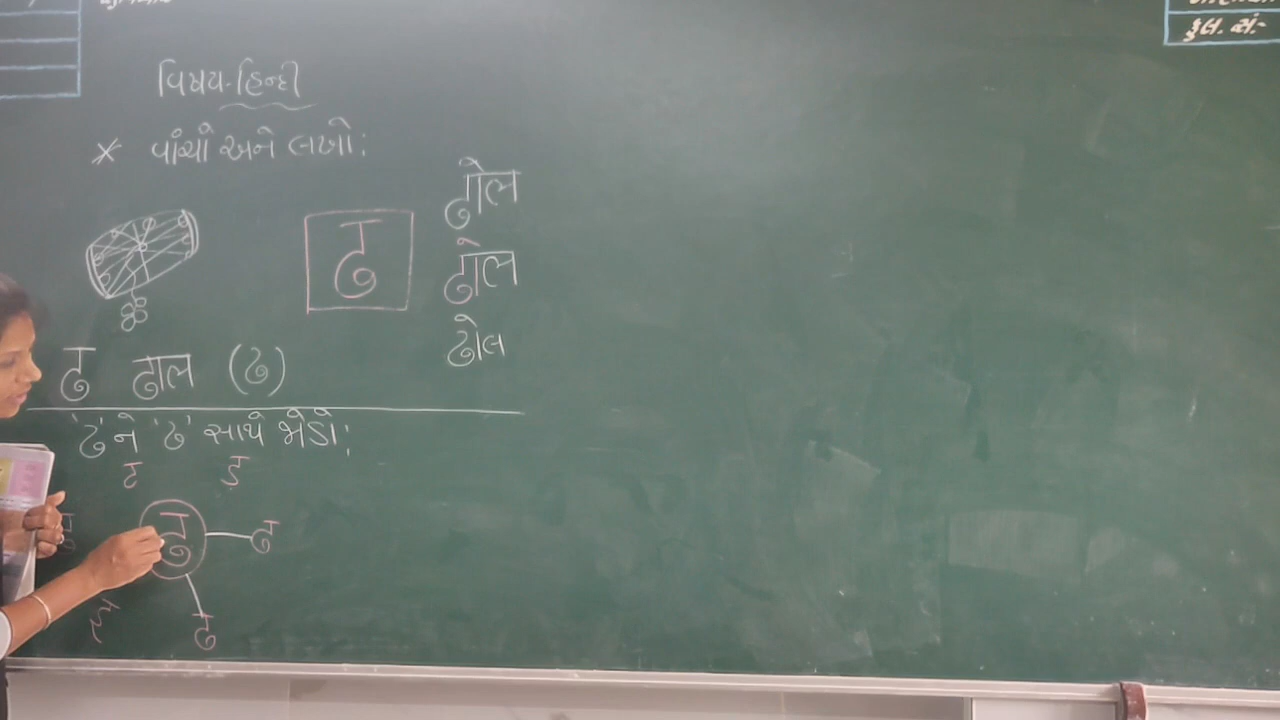 કુલ. સં:-
વિષય-હિન્દી
* વાંચો અને લખો:
ढ
ढोल
ढोल
ઢોલ
ढ ढाल (ઢ)
'ढ' ને 'ઢ' સાથે જોડો:
ट ड
ढ ढ
ढ